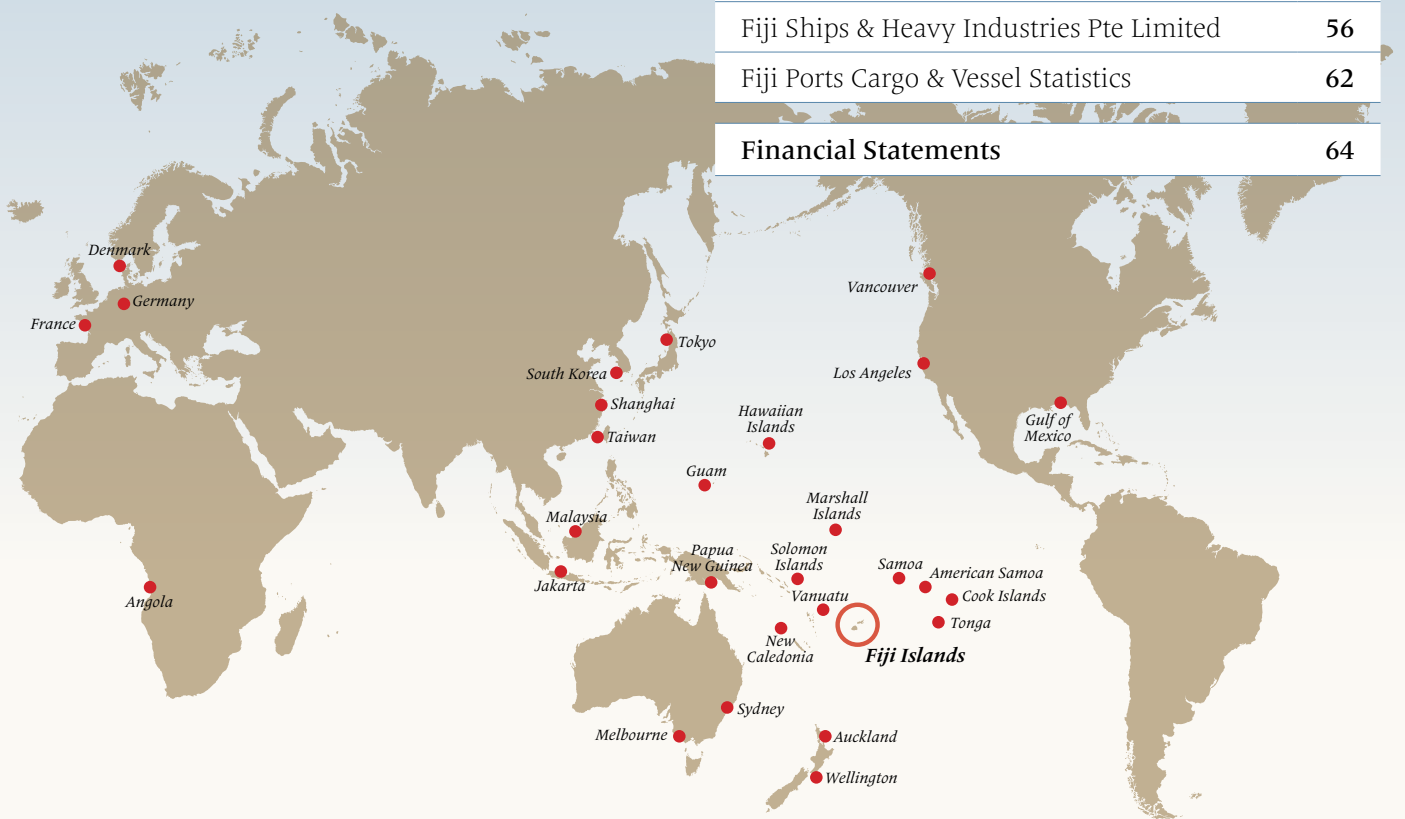 Fiji Ships & Heavy Industries Pte Limited 56
Fiji Ports Cargo & Vessel Statistics 62
Financial Statements 64
Denmark
Germany
France
Vancouver
Tokyo
South Korea
Los Angeles
Shanghai
Taiwan
Hawaiian
Islands
Gulf of
Mexico
Guam
Marshall
Islands
Malaysia
Papua
New Guinea
Solomon
Islands
Samoa
American Samoa
Jakarta
Angola
Vanuatu
Cook Islands
Tonga
New
Caledonia
Fiji Islands
Sydney
Melbourne
Auckland
Wellington